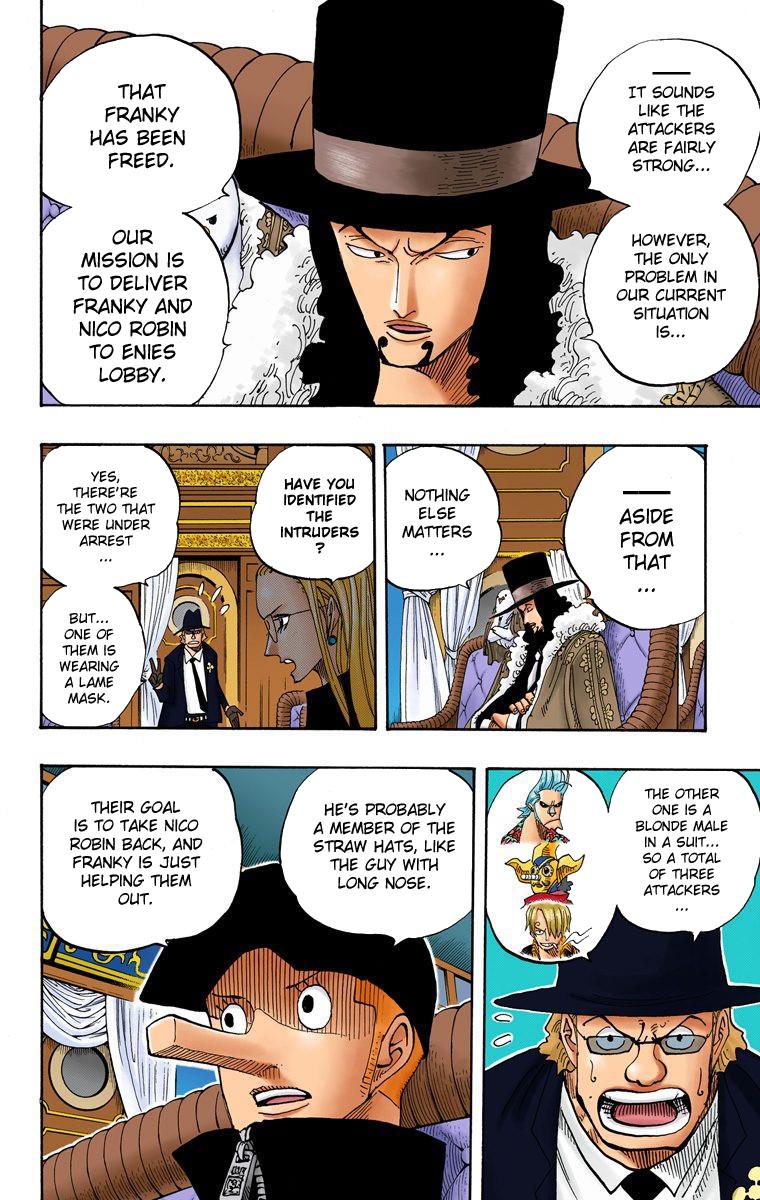 IT SOUNDS
LIKE THE
ATTACKERS
ARE FAIRLY
STRONG...
HOWEVER,
THE ONLY
PROBLEM IN
OUR CURRENT
SITUATION
IS...
THAT
FRANKY
HAS BEEN
FREED.
OUR
MISSION IS
TO DELIVER
FRANKY AND
NICO ROBIN
TO ENIES
LOBBY.
ASIDE
FROM
THAT
...
NOTHING
ELSE
MATTERS
...
HAVE YOU
IDENTIFIED
THE
INTRUDERS
?
YES,
THERE'RE
THE TWO THAT
WERE UNDER
ARREST
...
BUT...
ONE OF
THEM IS
WEARING
A LAME
MASK.
THE OTHER
ONE IS A
BLONDE MALE
IN A SUIT...
SO A TOTAL
OF THREE
ATTACKERS
...
HE'S PROBABLY
A MEMBER OF THE
STRAW HATS, LIKE
THE GUY WITH
LONG NOSE.
THEIR GOAL
IS TO TAKE NICO
ROBIN BACK, AND
FRANKY IS JUST
HELPING THEM
OUT.